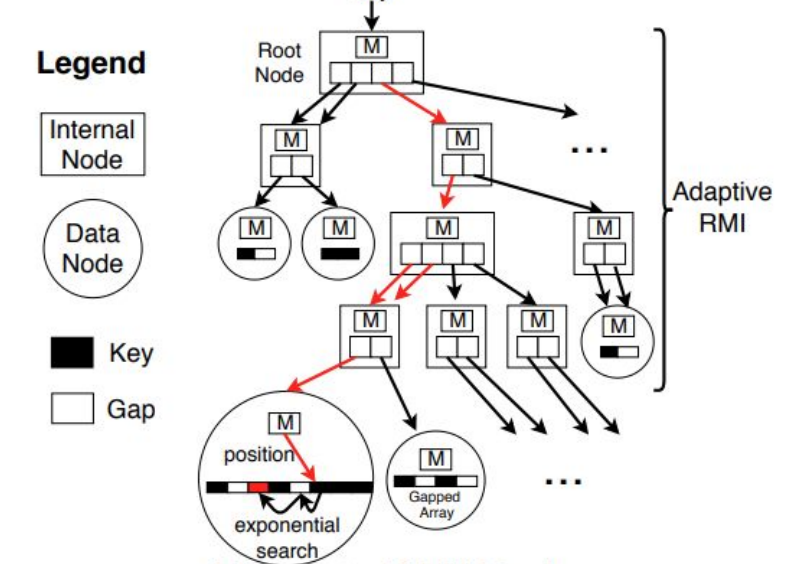 Legend
Internal
Node
Data
Node
Key
Gap
Root
Node
M
M
M
...
Adaptive
RMI
M
M
M
M
M
M
M
M
M
position
exponential
search
M
Gapped
Array
...